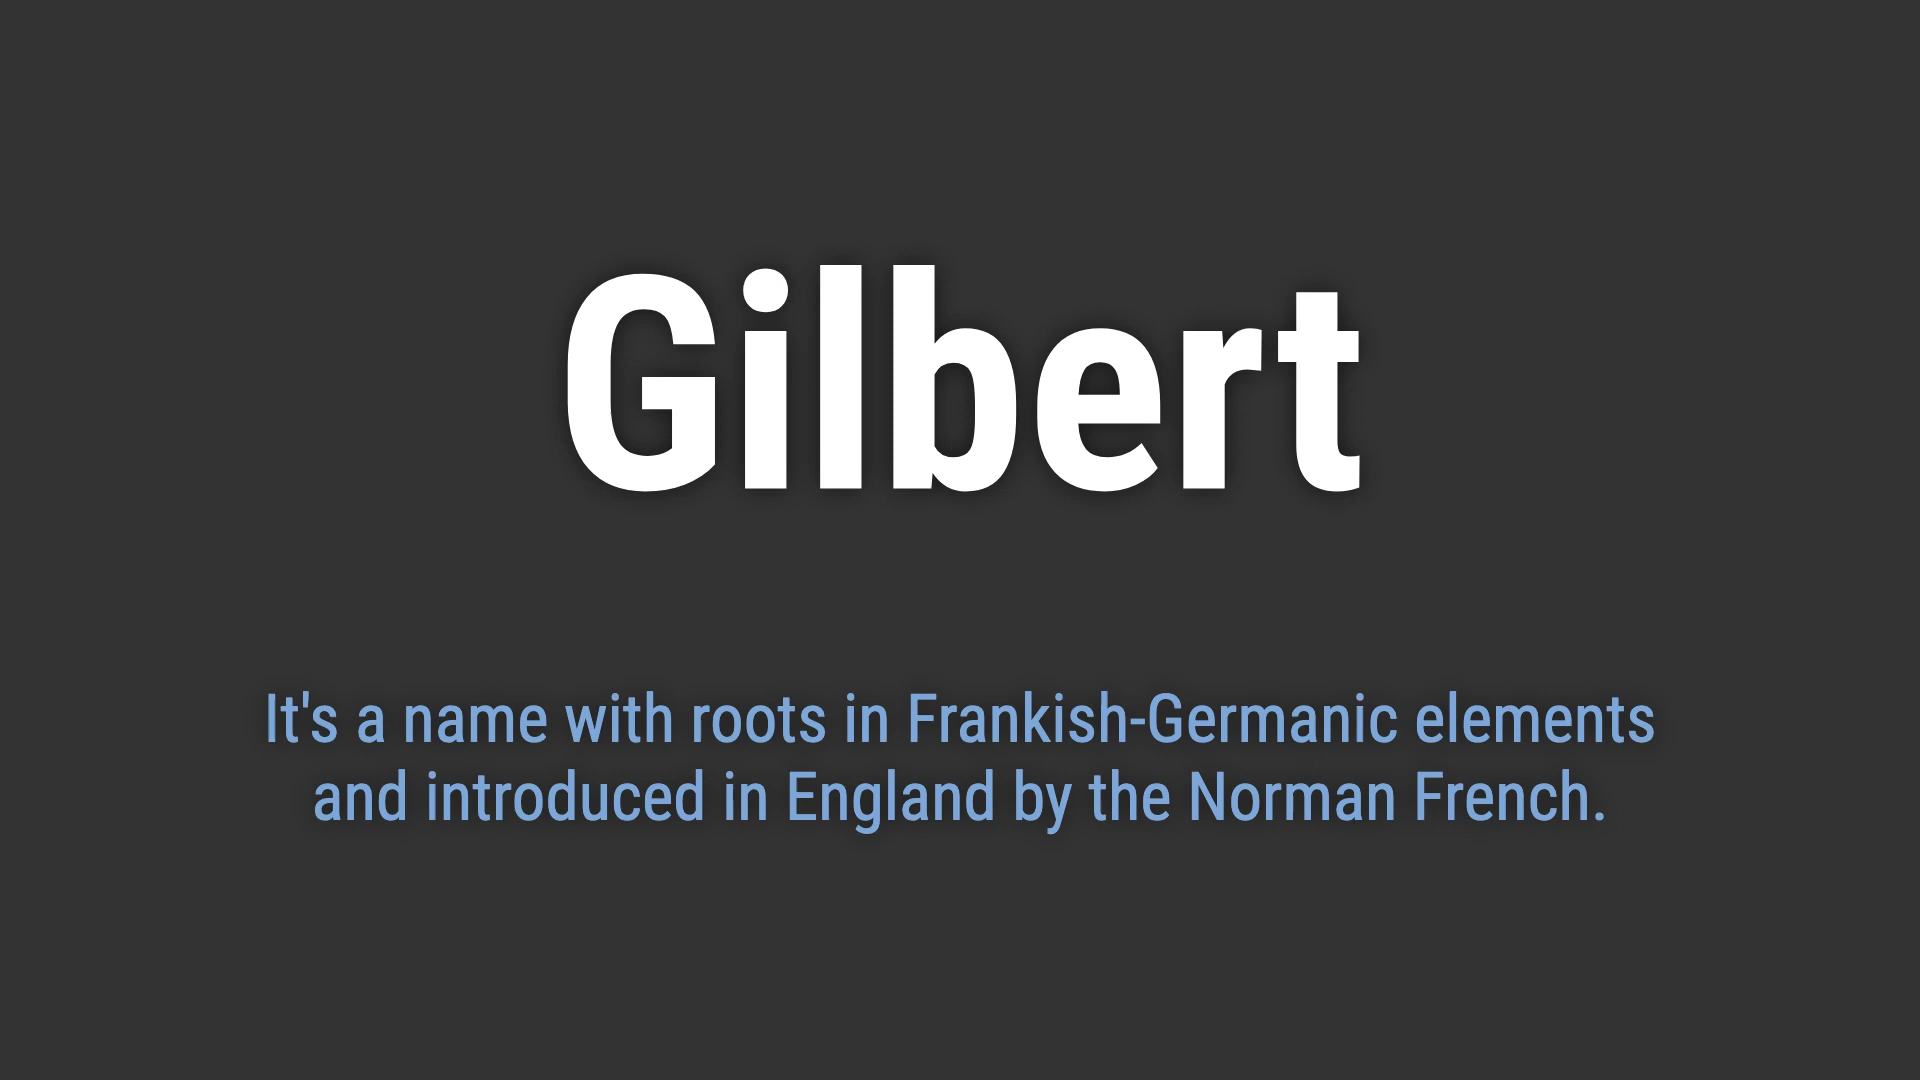 Gilbert
It's a name with roots in Frankish-Germanic elements
and introduced in England by the Norman French.